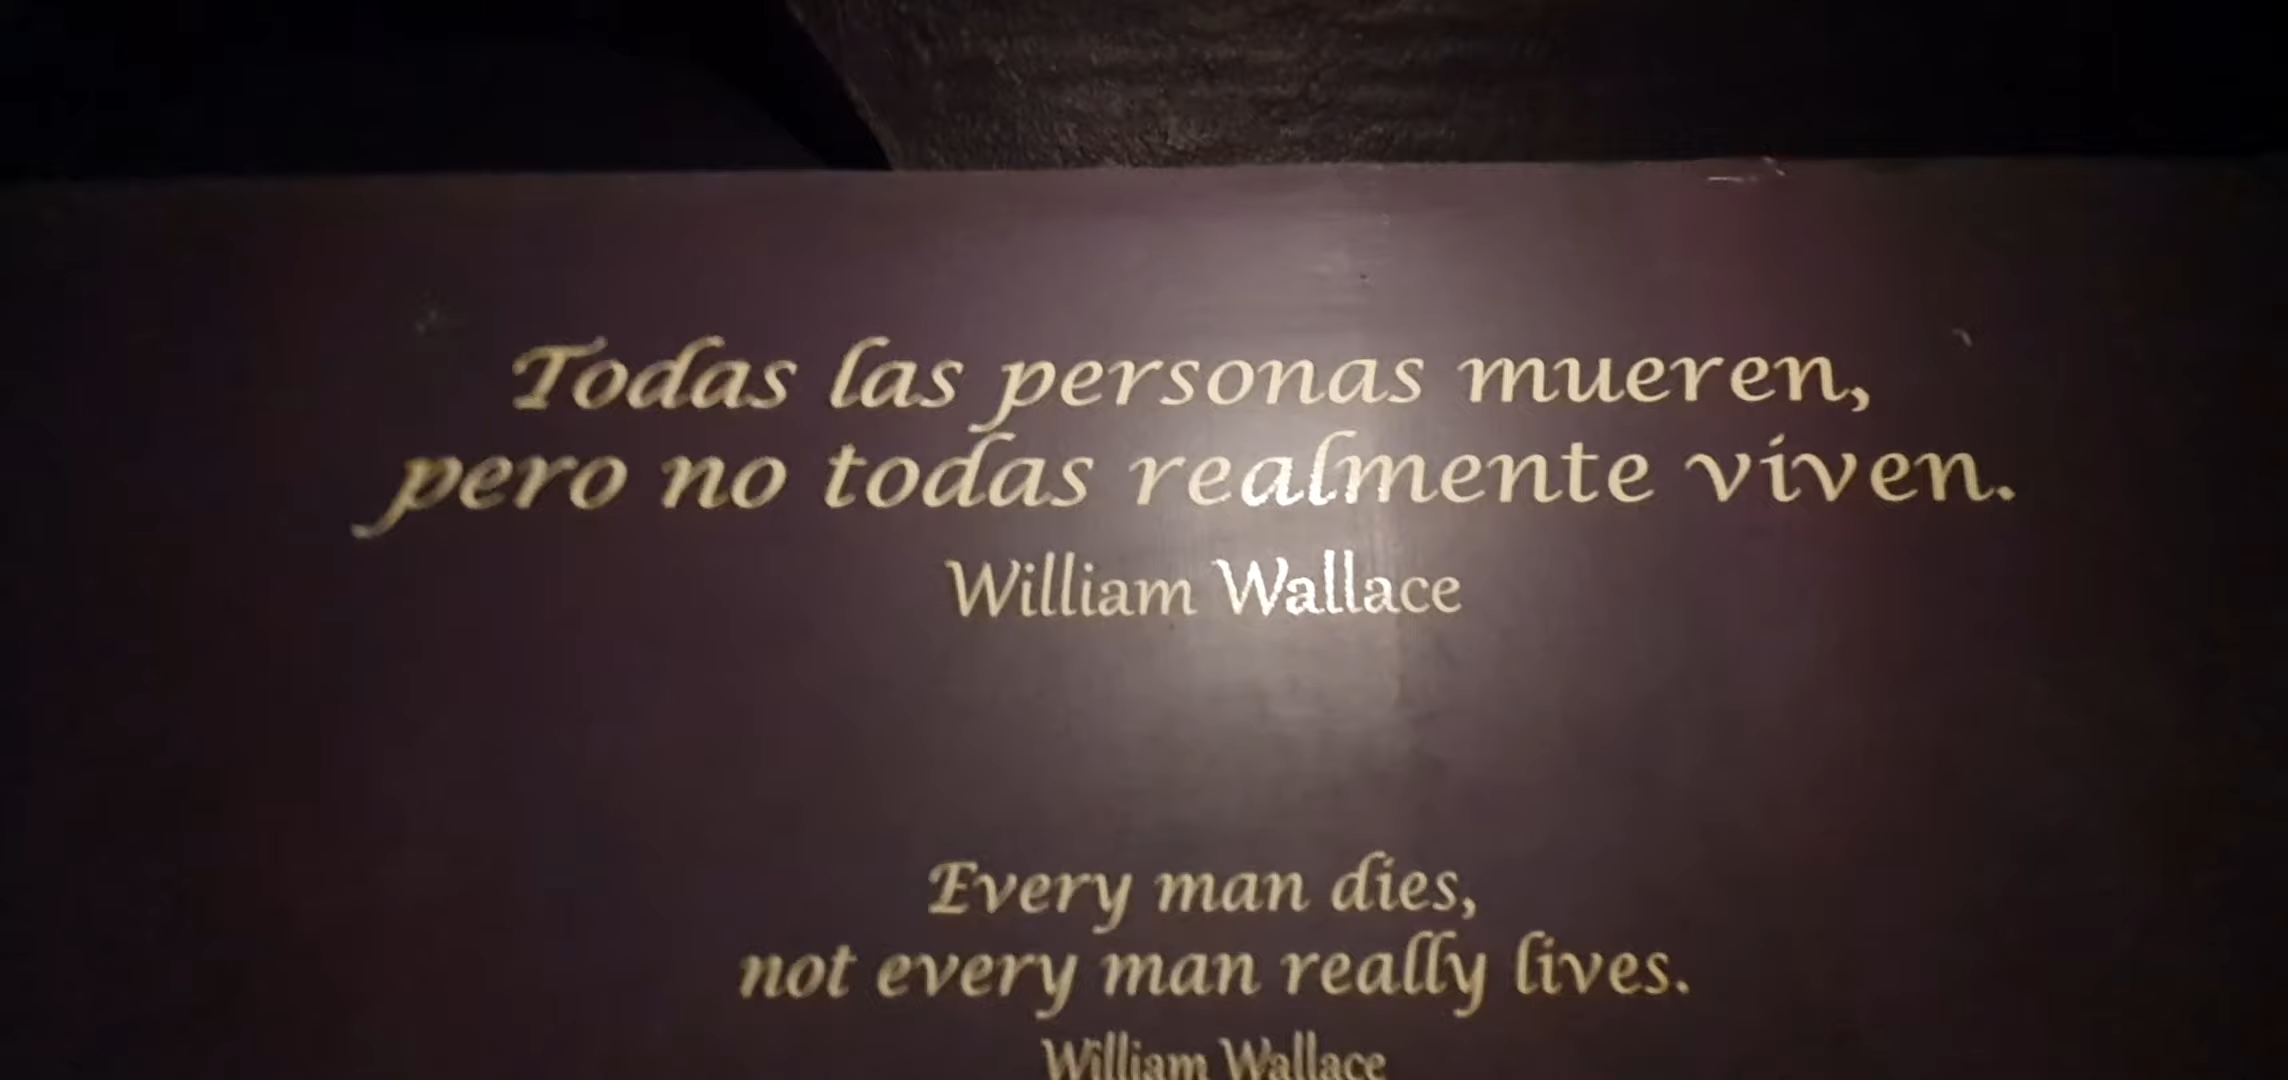 Todas las personas mueren,
pero no todas realmente viven.
William Wallace
Every man dies,
not every man really lives.
William Wallace